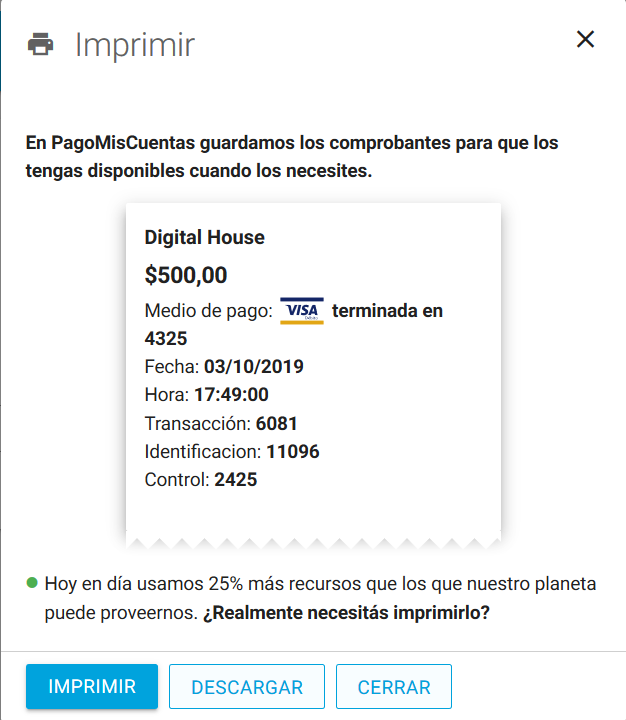 Imprimir
En PagoMisCuentas guardamos los comprobantes para que los
tengas disponibles cuando los necesites.
Digital House
$500,00
Medio de pago: VISA Débito terminada en
4325
Fecha: 03/10/2019
Hora: 17:49:00
Transacción: 6081
Identificacion: 11096
Control: 2425
Hoy en día usamos 25% más recursos que los que nuestro planeta
puede proveernos. ¿Realmente necesitás imprimirlo?
IMPRIMIR DESCARGAR CERRAR